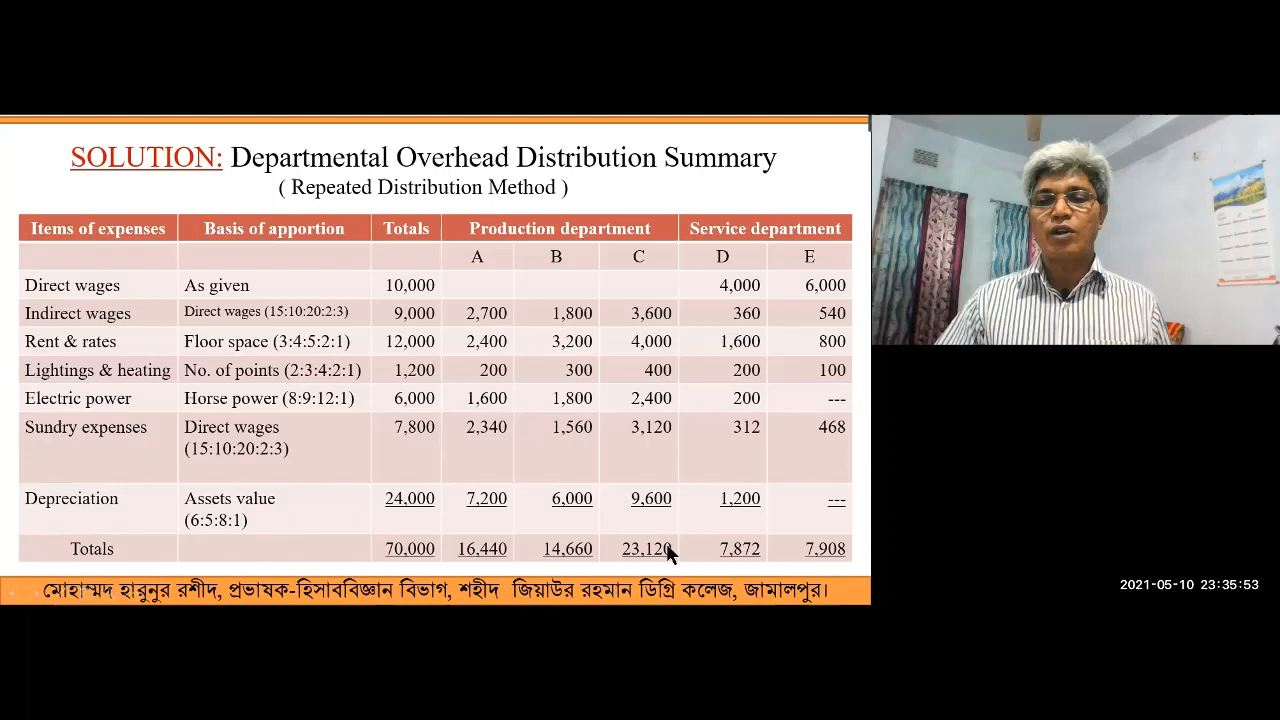 SOLUTION: Departmental Overhead Distribution Summary
( Repeated Distribution Method )
Items of expenses Basis of apportion Totals Production department Service department
A B C D E
Direct wages As given 10,000 4,000 6,000
Indirect wages Direct wages (15:10:20:2:3) 9,000 2,700 1,800 3,600 360 540
Rent & rates Floor space (3:4:5:2:1) 12,000 2,400 3,200 4,000 1,600 800
Lightings & heating No. of points (2:3:4:2:1) 1,200 200 300 400 200 100
Electric power Horse power (8:9:12:1) 6,000 1,600 1,800 2,400 200 ---
Sundry expenses Direct wages 7,800 2,340 1,560 3,120 312 468
(15:10:20:2:3)
Depreciation Assets value 24,000 7,200 6,000 9,600 1,200 ---
(6:5:8:1)
Totals 70,000 16,440 14,660 23,120 7,872 7,908
মোহাম্মদ হারুনুর রশীদ, প্রভাষক-হিসাববিজ্ঞান বিভাগ, শহীদ জিয়াউর রহমান ডিগ্রি কলেজ, জামালপুর।
2021-05-10 23:35:53